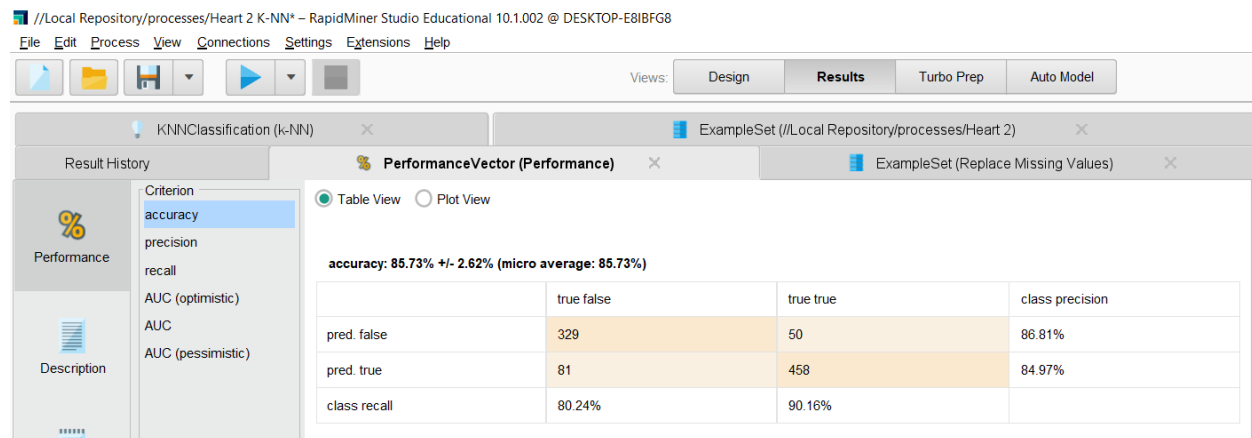 //Local Repository/processes/Heart 2 K-NN* – RapidMiner Studio Educational 10.1.002 @ DESKTOP-E8IBFG8
File Edit Process View Connections Settings Extensions Help
Views: Design Results Turbo Prep Auto Model
KNNClassification (k-NN) ExampleSet (//Local Repository/processes/Heart 2)
Result History PerformanceVector (Performance) ExampleSet (Replace Missing Values)
%
Performance
Description
Criterion
accuracy
precision
recall
AUC (optimistic)
AUC
AUC (pessimistic)
Table View Plot View
accuracy: 85.73% +/- 2.62% (micro average: 85.73%)
true false true true class precision
pred. false 329 50 86.81%
pred. true 81 458 84.97%
class recall 80.24% 90.16%